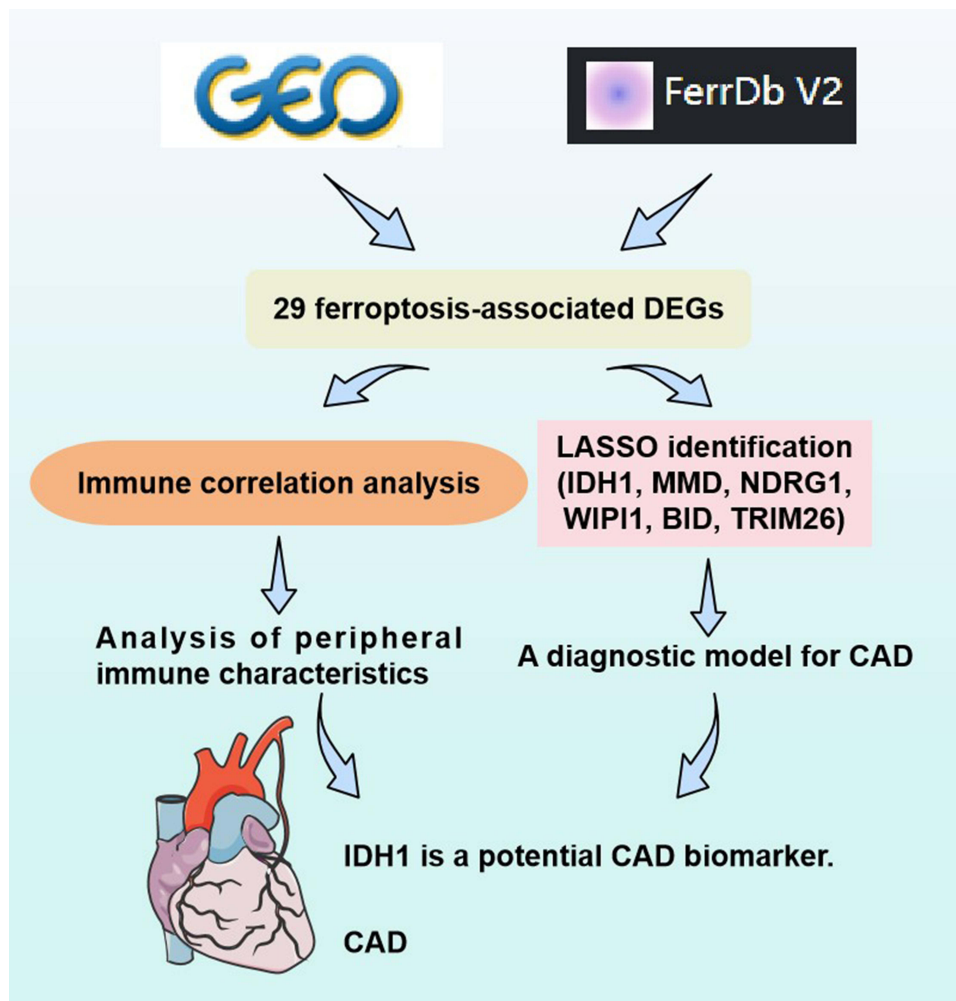 GEO
FerrDb V2
29 ferroptosis-associated DEGs
Immune correlation analysis
LASSO identification
(IDH1, MMD, NDRG1,
WIPI1, BID, TRIM26)
Analysis of peripheral
immune characteristics
A diagnostic model for CAD
IDH1 is a potential CAD biomarker.
CAD